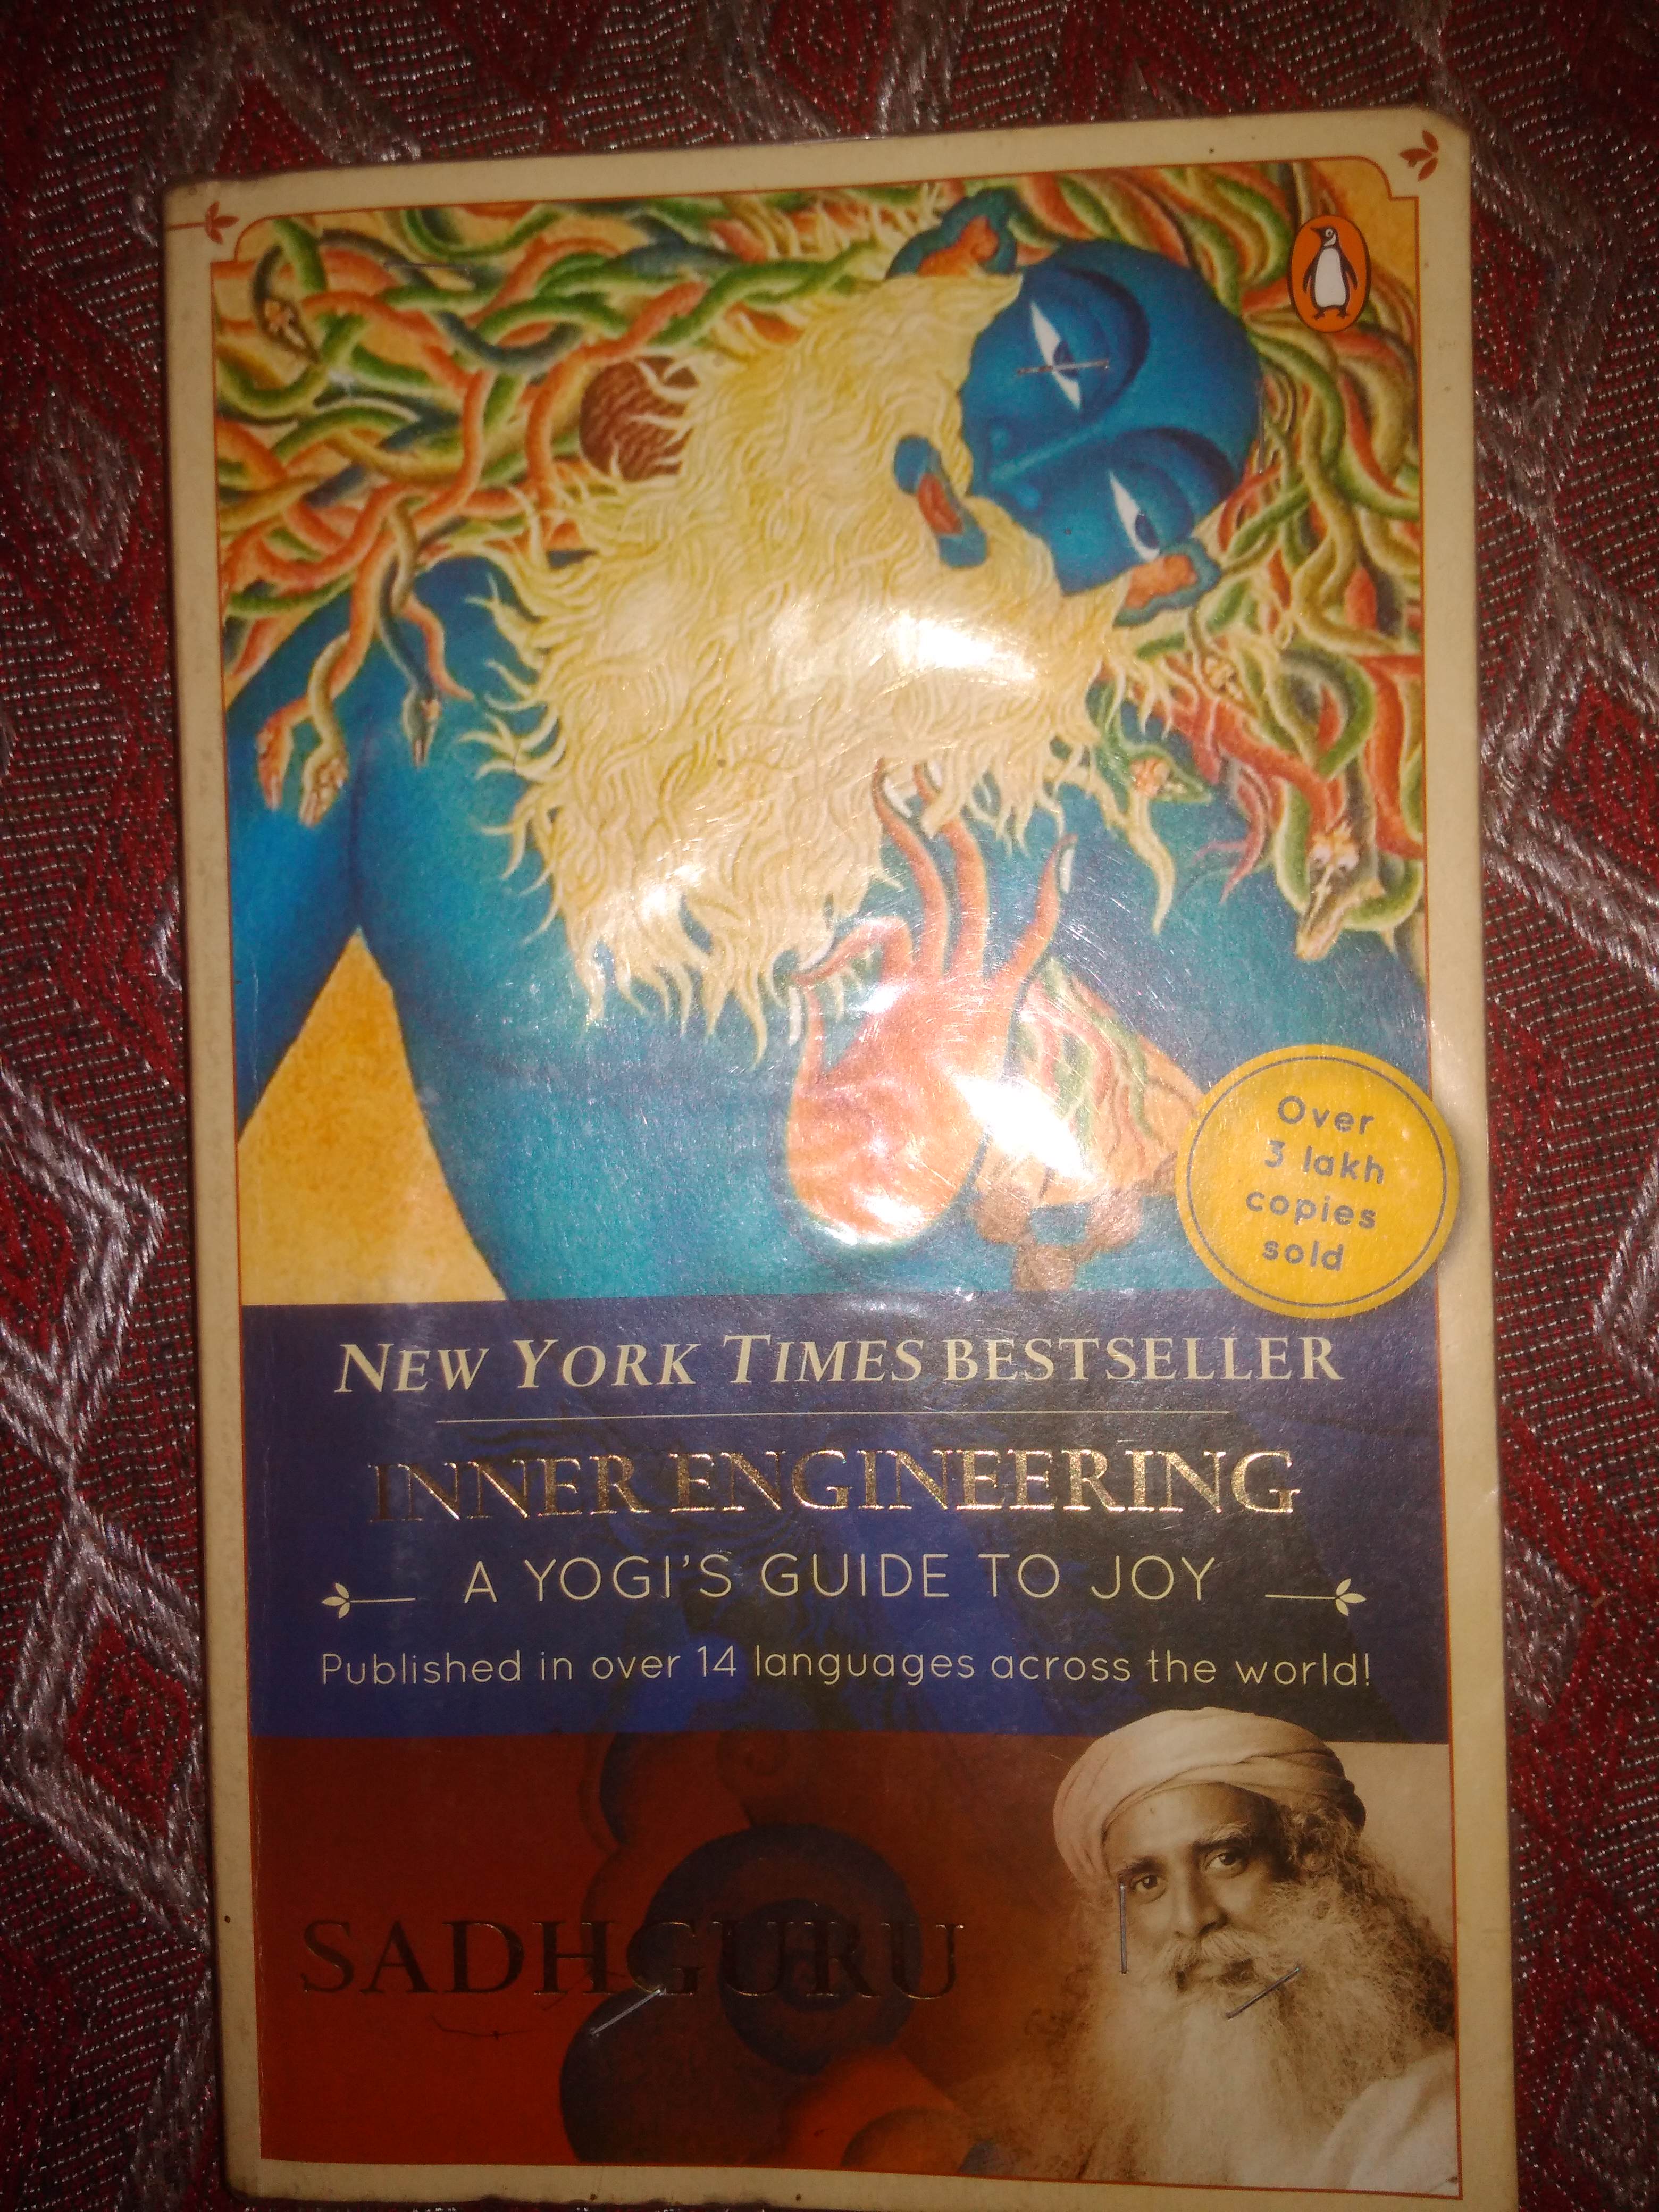 Over
3 lakh
copies
sold
NEW YORK TIMES BESTSELLER
INNER ENGINEERING
A YOGI'S GUIDE TO JOY
Published in over 14 languages across the world!
SADHGURU